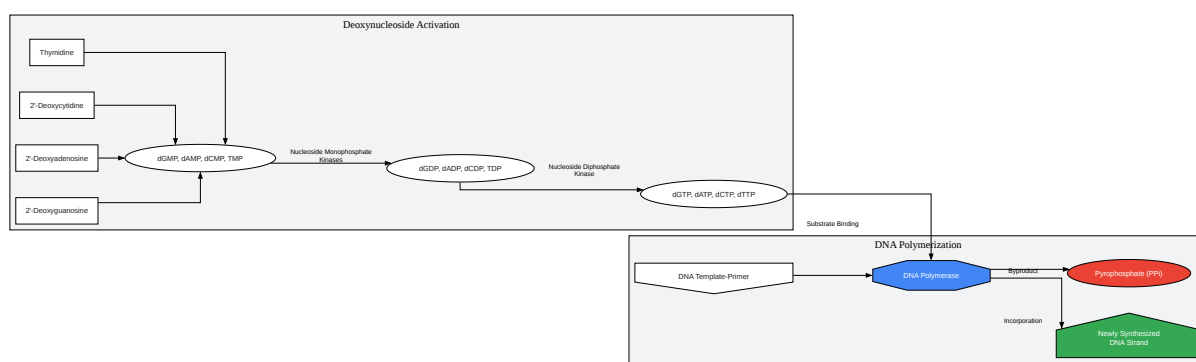 Deoxynucleoside Activation
Thymidine
2'-Deoxycytidine
2'-Deoxyadenosine
2'-Deoxyguanosine
dGMP, dAMP, dCMP, TMP
Nucleoside Monophosphate
Kinases
dGDP, dADP, dCDP, TDP
Nucleoside Diphosphate
Kinase
dGTP, dATP, dCTP, dTTP
Substrate Binding
DNA Polymerization
DNA Template-Primer
DNA Polymerase
Byproduct
Pyrophosphate (PPi)
Incorporation
Newly Synthesized
DNA Strand